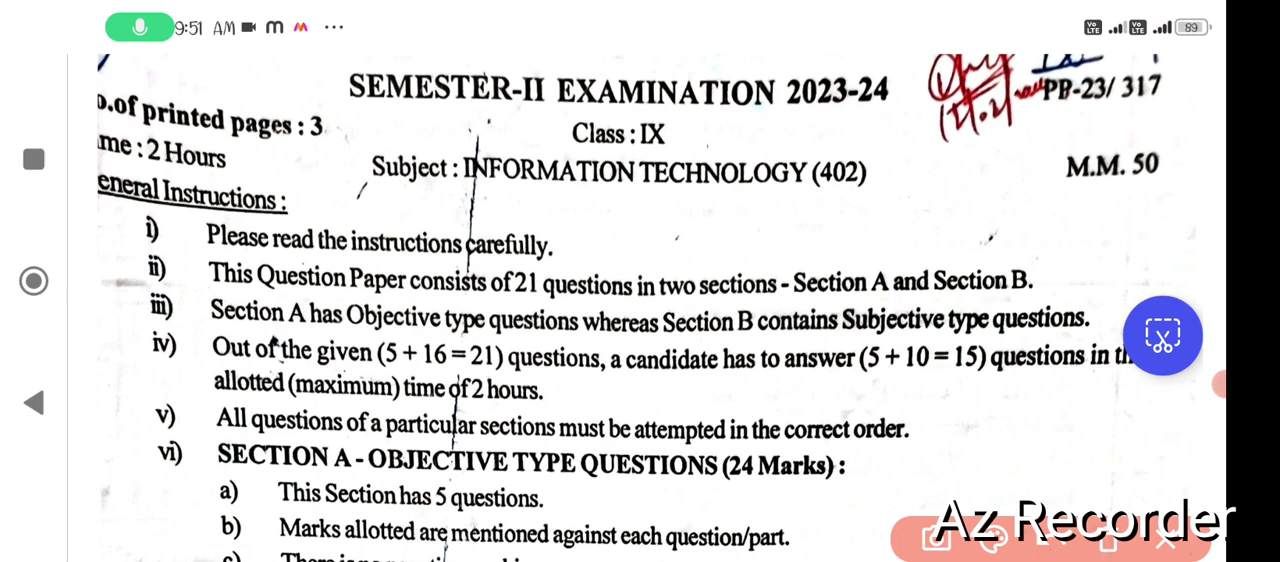 9:51 AM m ...
Vo LTE Vo LTE 89
SEMESTER-II EXAMINATION 2023-24
PB-23/ 317
o.of printed pages : 3
Class : IX
me : 2 Hours
Subject : INFORMATION TECHNOLOGY (402)
M.M. 50
eneral Instructions :
i) Please read the instructions carefully.
ii) This Question Paper consists of 21 questions in two sections - Section A and Section B.
iii) Section A has Objective type questions whereas Section B contains Subjective type questions.
iv) Out of the given (5 + 16 = 21) questions, a candidate has to answer (5 + 10 = 15) questions in th
allotted (maximum) time of 2 hours.
v) All questions of a particular sections must be attempted in the correct order.
vi) SECTION A - OBJECTIVE TYPE QUESTIONS (24 Marks) :
a) This Section has 5 questions.
b) Marks allotted are mentioned against each question/part.
Az Recorder